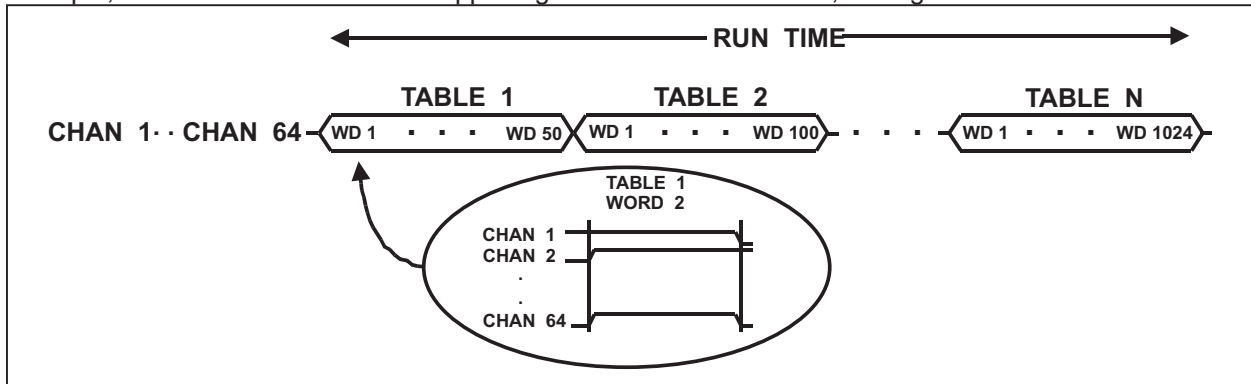 RUN TIME
TABLE 1 TABLE 2 TABLE N
CHAN 1·· CHAN 64 WD 1 · · · WD 50 WD 1 · · · WD 100 · · · · WD 1 · · · WD 1024
TABLE 1
WORD 2
CHAN 1
CHAN 2
.
.
CHAN 64